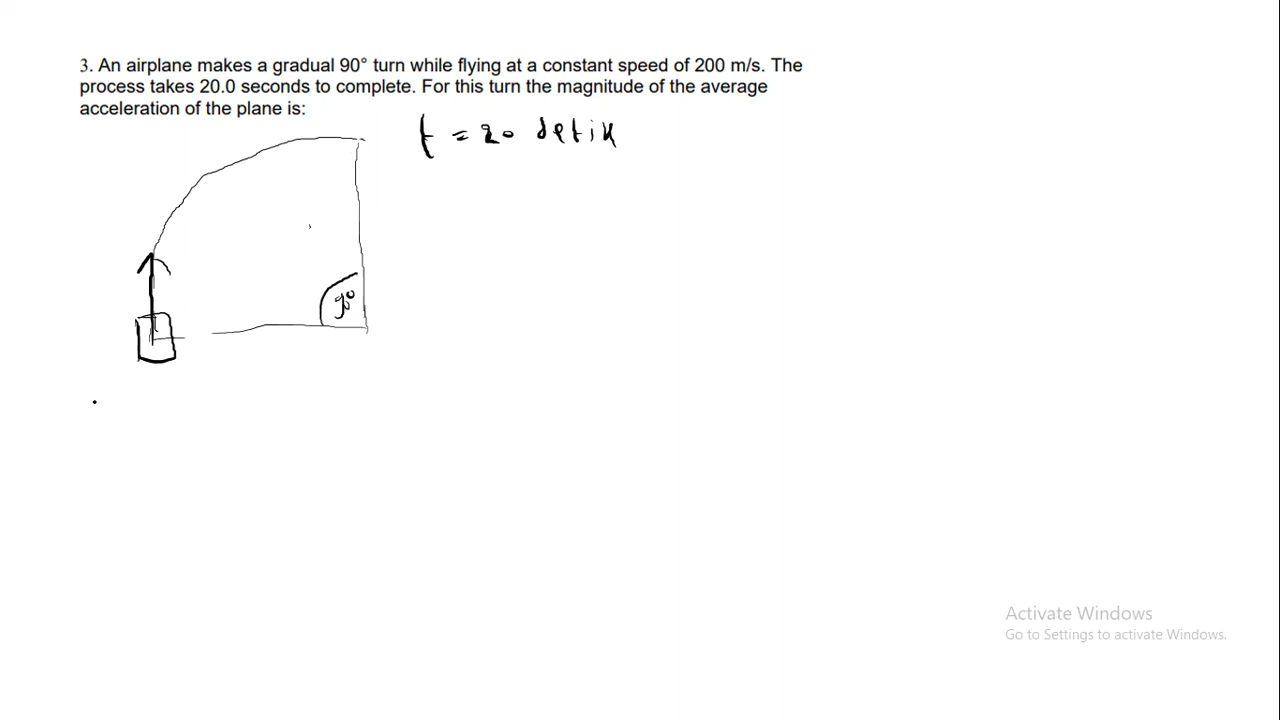 3. An airplane makes a gradual 90° turn while flying at a constant speed of 200 m/s. The
process takes 20.0 seconds to complete. For this turn the magnitude of the average
acceleration of the plane is:
t = 20 detik
90°
Activate Windows
Go to Settings to activate Windows.